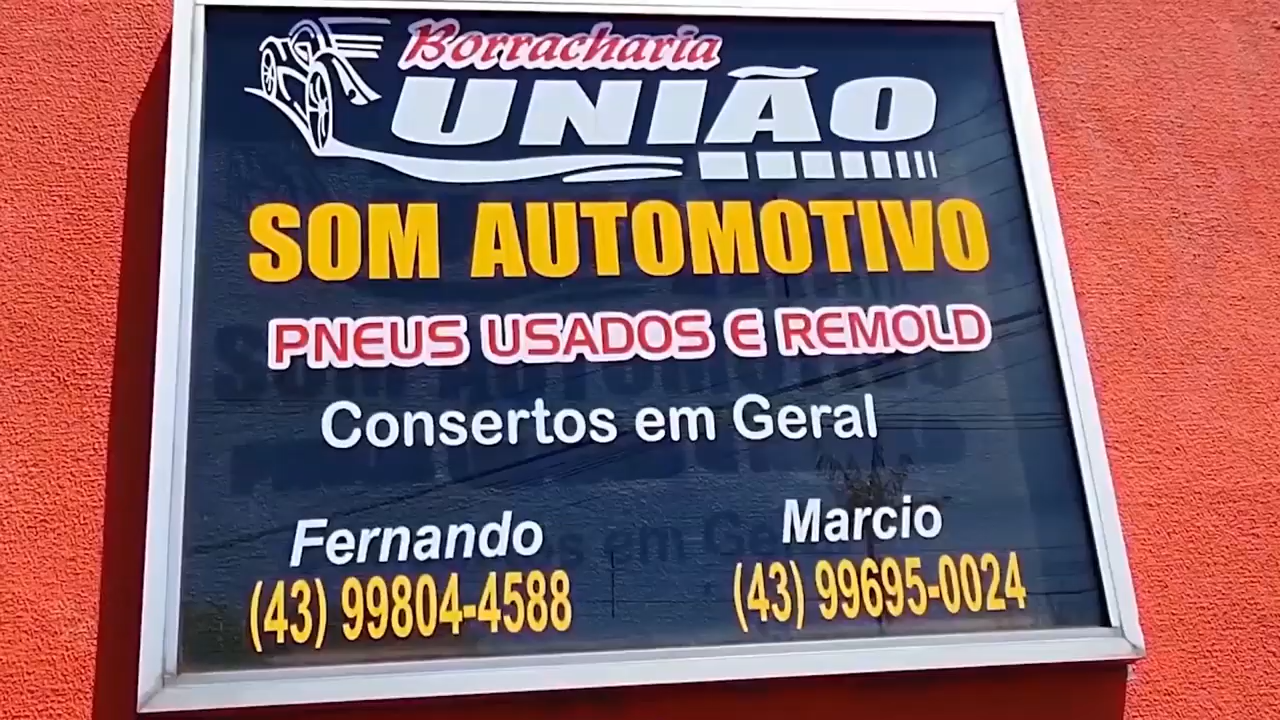 Borracharia
UNIÃO
SOM AUTOMOTIVO
PNEUS USADOS E REMOLD
Consertos em Geral
Fernando
(43) 99804-4588
Marcio
(43) 99695-0024